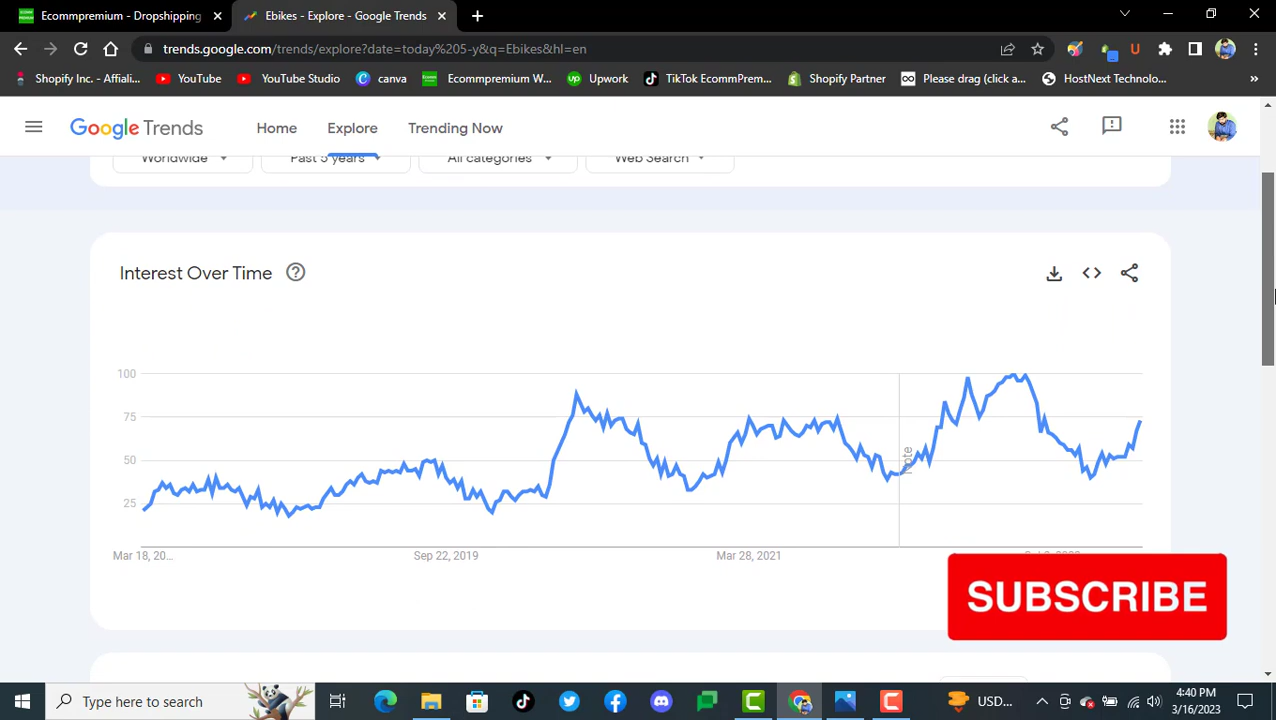 Ecommpremium - Dropshipping
Ebikes - Explore - Google Trends
trends.google.com/trends/explore?date=today%205-y&q=Ebikes&hl=en
Shopify Inc. - Affiali...
YouTube
YouTube Studio
canva
Ecommpremium W...
Upwork
TikTok EcommPrem...
Shopify Partner
Please drag (click a...
HostNext Technolo...
Google Trends
Home
Explore
Trending Now
Worldwide
Past 5 years
All categories
Web Search
Interest Over Time
100
75
50
25
Note
Mar 18, 20...
Sep 22, 2019
Mar 28, 2021
SUBSCRIBE
Type here to search
USD...
4:40 PM
3/16/2023